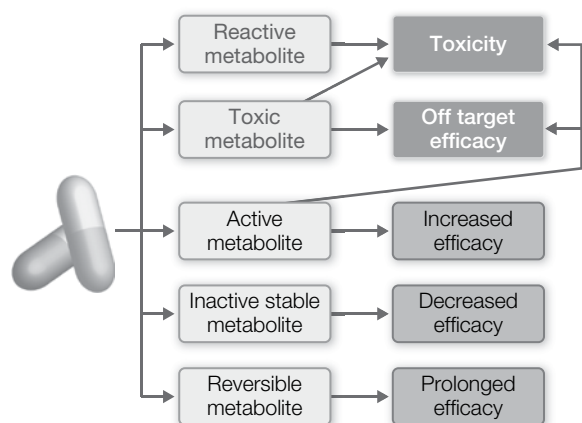 Reactive
metabolite
Toxicity
Toxic
metabolite
Off target
efficacy
Active
metabolite
Increased
efficacy
Inactive stable
metabolite
Decreased
efficacy
Reversible
metabolite
Prolonged
efficacy